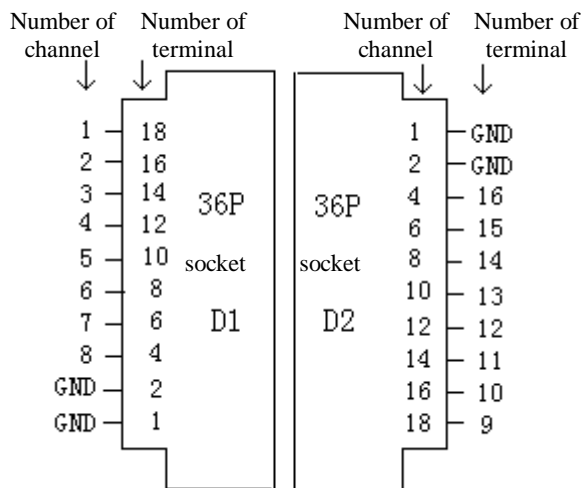 Number of channel
Number of terminal
Number of channel
Number of terminal
1 18
2 16
3 14
4 12
5 10
6 8
7 6
8 4
GND 2
GND 1
36P
socket
D1
36P
socket
D2
1 GND
2 GND
4 16
6 15
8 14
10 13
12 12
14 11
16 10
18 9